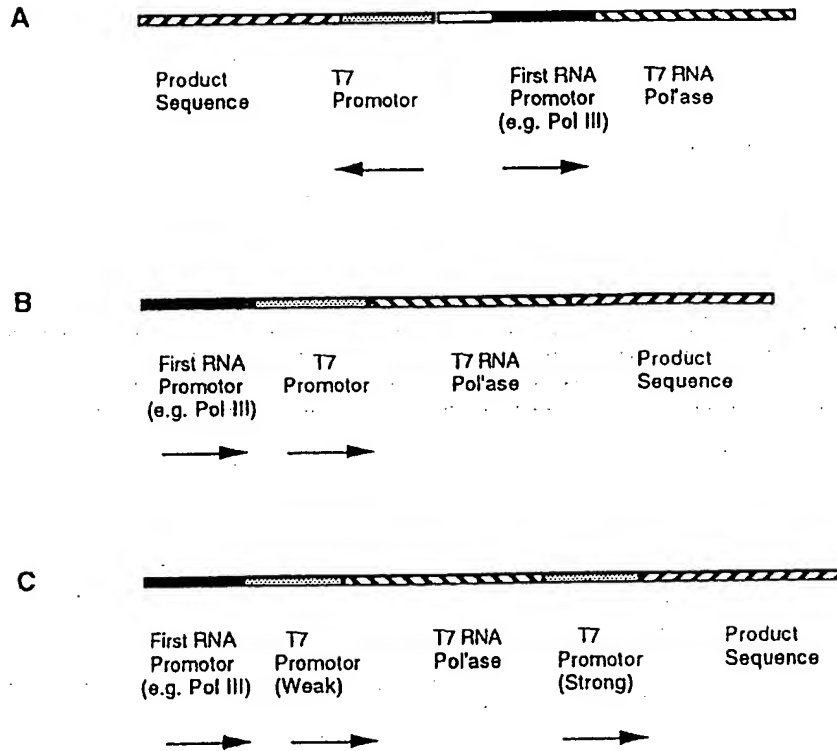 A
Product
Sequence
T7
Promotor
First RNA
Promotor
(e.g. Pol III)
T7 RNA
Pol'ase
B
First RNA
Promotor
(e.g. Pol III)
T7
Promotor
T7 RNA
Pol'ase
Product
Sequence
C
First RNA
Promotor
(e.g. Pol III)
T7
Promotor
(Weak)
T7 RNA
Pol'ase
T7
Promotor
(Strong)
Product
Sequence